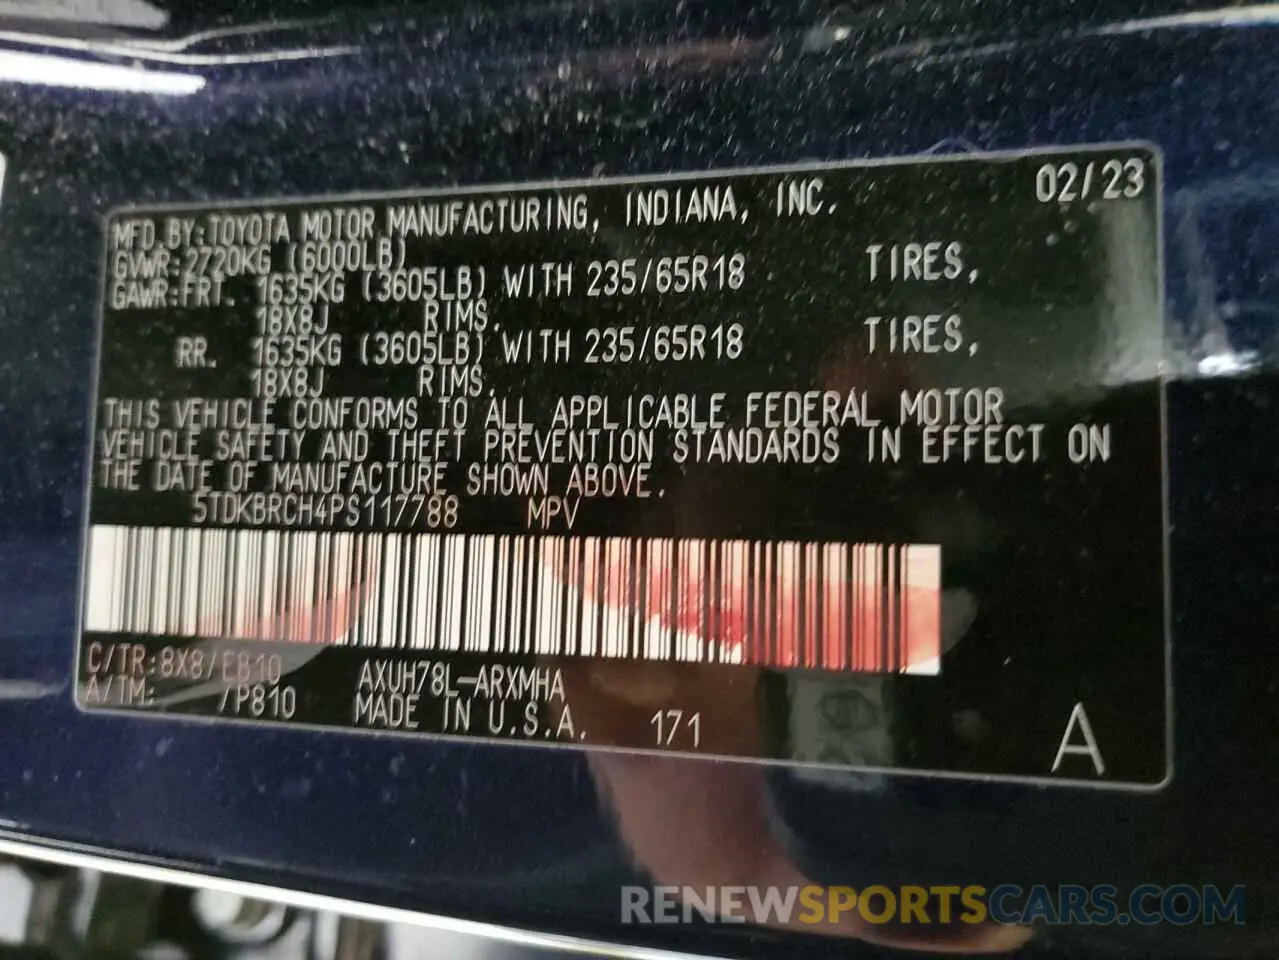 02/23
MFD.BY:TOYOTA MOTOR MANUFACTURING, INDIANA, INC.
GVWR:2720KG (6000LB)
GAWR:FRT. 1635KG (3605LB) WITH 235/65R18 TIRES,
18X8J RIMS.
RR. 1635KG (3605LB) WITH 235/65R18 TIRES,
18X8J RIMS.
THIS VEHICLE CONFORMS TO ALL APPLICABLE FEDERAL MOTOR
VEHICLE SAFETY AND THEFT PREVENTION STANDARDS IN EFFECT ON
THE DATE OF MANUFACTURE SHOWN ABOVE.
5TDKBRCH4PS117788 MPV
C/TR:8X8/EB10 AXUH78L-ARXMHA
A/TM: /P810 MADE IN U.S.A. 171
A
RENEWSPORTSCARS.COM